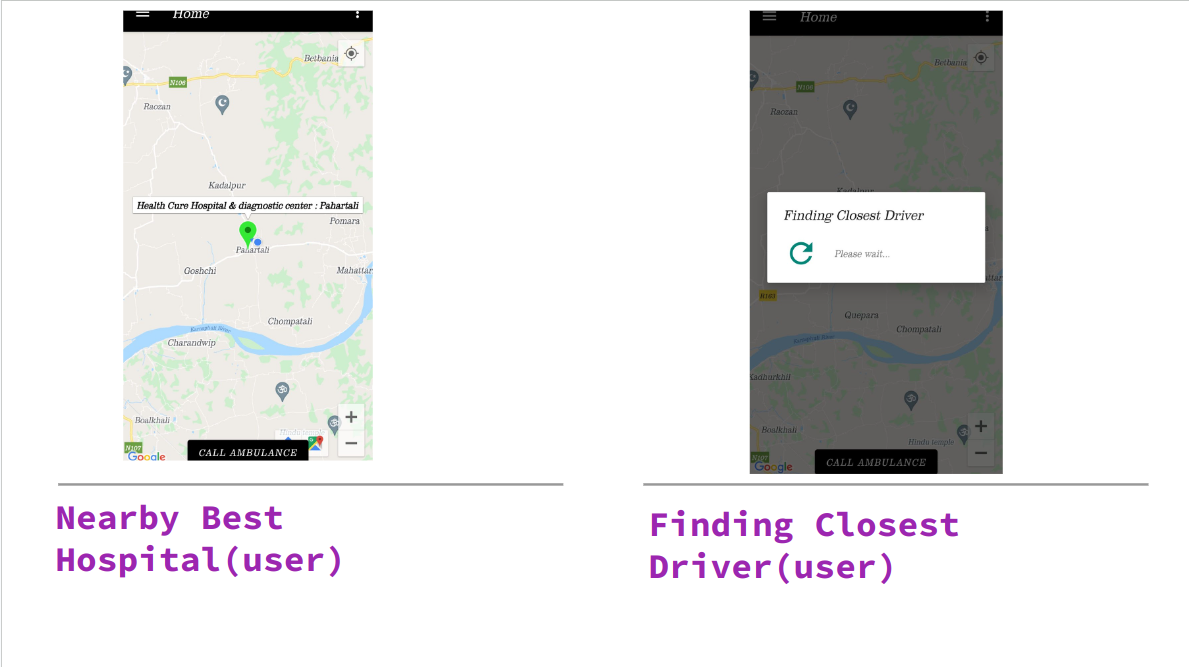 Home
Betbania
N106
Raozan
Kadalpur
Health Cure Hospital & diagnostic center : Pahartali
Pomara
Pahartali
Goshchi
Mahattar
Chompatali
Charandwip
Boalkhali
N107
Google
CALL AMBULANCE
+
−
Nearby Best
Hospital(user)
Home
Betbania
N106
Raozan
Kadalpur
Finding Closest Driver
Please wait...
Quepara
Chompatali
Kadhurkhil
Boalkhali
Hindu temple
N107
Google
CALL AMBULANCE
+
−
Finding Closest
Driver(user)